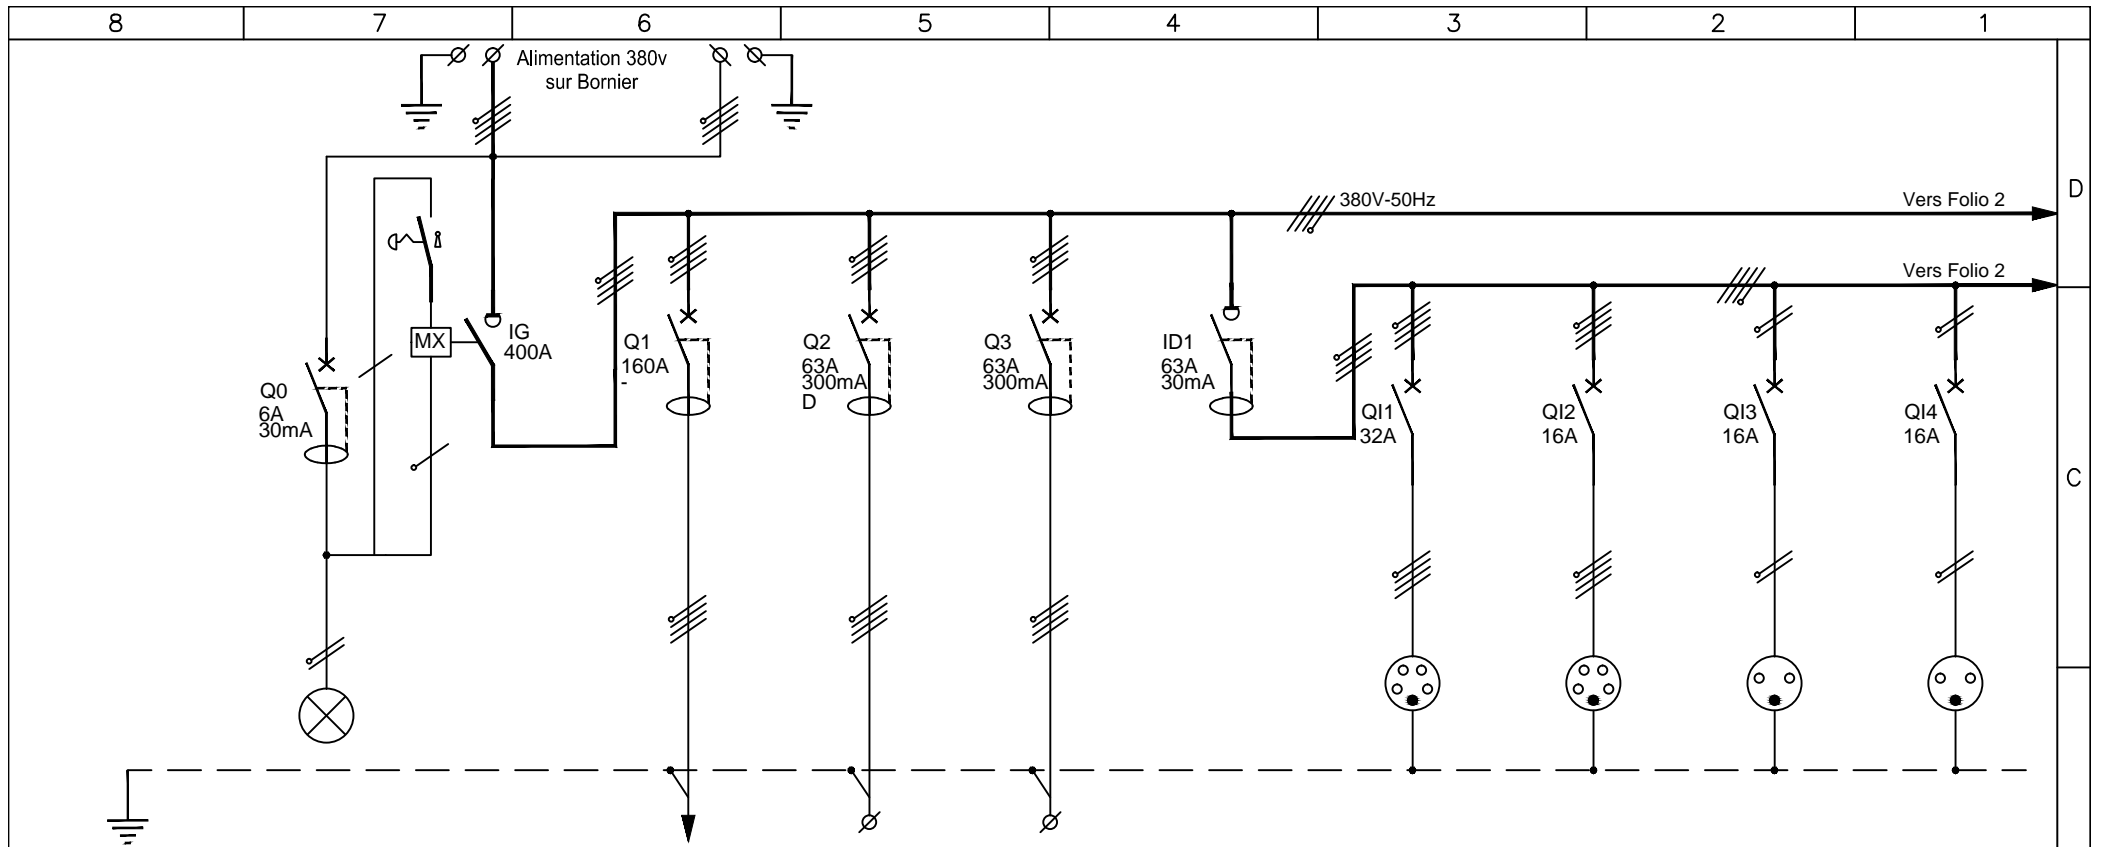 8 7 6 5 4 3 2 1
Alimentation 380v
sur Bornier
D
380V-50Hz
Vers Folio 2
Vers Folio 2
MX
IG
400A
Q0
6A
30mA
Q1
160A
-
Q2
63A
300mA
D
Q3
63A
300mA
ID1
63A
30mA
QI1
32A
QI2
16A
QI3
16A
QI4
16A
C